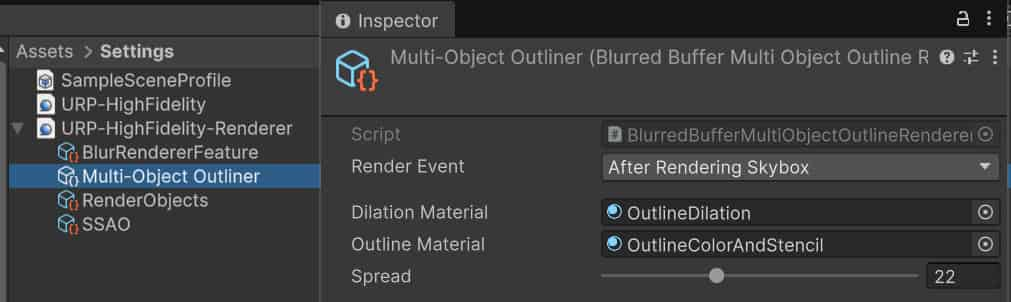 Assets > Settings
SampleSceneProfile
URP-HighFidelity
URP-HighFidelity-Renderer
BlurRendererFeature
Multi-Object Outliner
RenderObjects
SSAO
Inspector
Multi-Object Outliner (Blurred Buffer Multi Object Outline R
Script BlurredBufferMultiObjectOutlineRenderer
Render Event After Rendering Skybox
Dilation Material OutlineDilation
Outline Material OutlineColorAndStencil
Spread 22